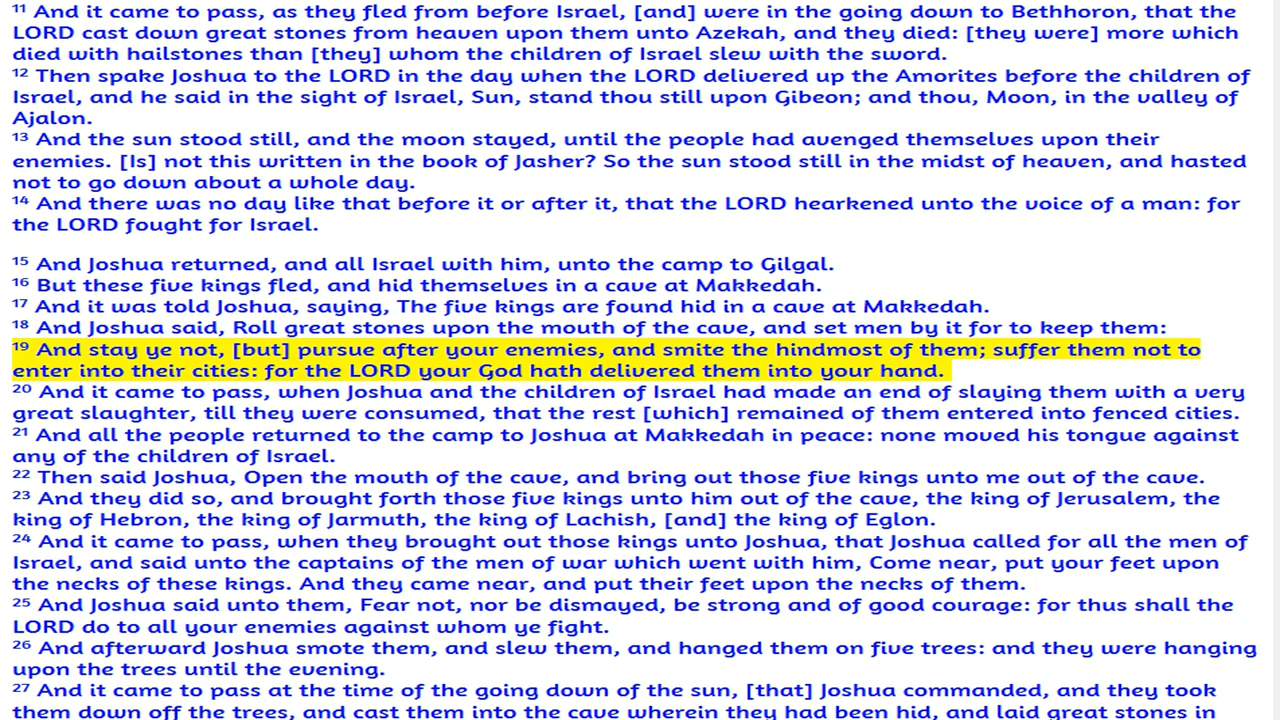 11 And it came to pass, as they fled from before Israel, [and] were in the going down to Bethhoron, that the
LORD cast down great stones from heaven upon them unto Azekah, and they died: [they were] more which
died with hailstones than [they] whom the children of Israel slew with the sword.
12 Then spake Joshua to the LORD in the day when the LORD delivered up the Amorites before the children of
Israel, and he said in the sight of Israel, Sun, stand thou still upon Gibeon; and thou, Moon, in the valley of
Ajalon.
13 And the sun stood still, and the moon stayed, until the people had avenged themselves upon their
enemies. [Is] not this written in the book of Jasher? So the sun stood still in the midst of heaven, and hasted
not to go down about a whole day.
14 And there was no day like that before it or after it, that the LORD hearkened unto the voice of a man: for
the LORD fought for Israel.
15 And Joshua returned, and all Israel with him, unto the camp to Gilgal.
16 But these five kings fled, and hid themselves in a cave at Makkedah.
17 And it was told Joshua, saying, The five kings are found hid in a cave at Makkedah.
18 And Joshua said, Roll great stones upon the mouth of the cave, and set men by it for to keep them:
19 And stay ye not, [but] pursue after your enemies, and smite the hindmost of them; suffer them not to
enter into their cities: for the LORD your God hath delivered them into your hand.
20 And it came to pass, when Joshua and the children of Israel had made an end of slaying them with a very
great slaughter, till they were consumed, that the rest [which] remained of them entered into fenced cities.
21 And all the people returned to the camp to Joshua at Makkedah in peace: none moved his tongue against
any of the children of Israel.
22 Then said Joshua, Open the mouth of the cave, and bring out those five kings unto me out of the cave.
23 And they did so, and brought forth those five kings unto him out of the cave, the king of Jerusalem, the
king of Hebron, the king of Jarmuth, the king of Lachish, [and] the king of Eglon.
24 And it came to pass, when they brought out those kings unto Joshua, that Joshua called for all the men of
Israel, and said unto the captains of the men of war which went with him, Come near, put your feet upon
the necks of these kings. And they came near, and put their feet upon the necks of them.
25 And Joshua said unto them, Fear not, nor be dismayed, be strong and of good courage: for thus shall the
LORD do to all your enemies against whom ye fight.
26 And afterward Joshua smote them, and slew them, and hanged them on five trees: and they were hanging
upon the trees until the evening.
27 And it came to pass at the time of the going down of the sun, [that] Joshua commanded, and they took
them down off the trees, and cast them into the cave wherein they had been hid, and laid great stones in